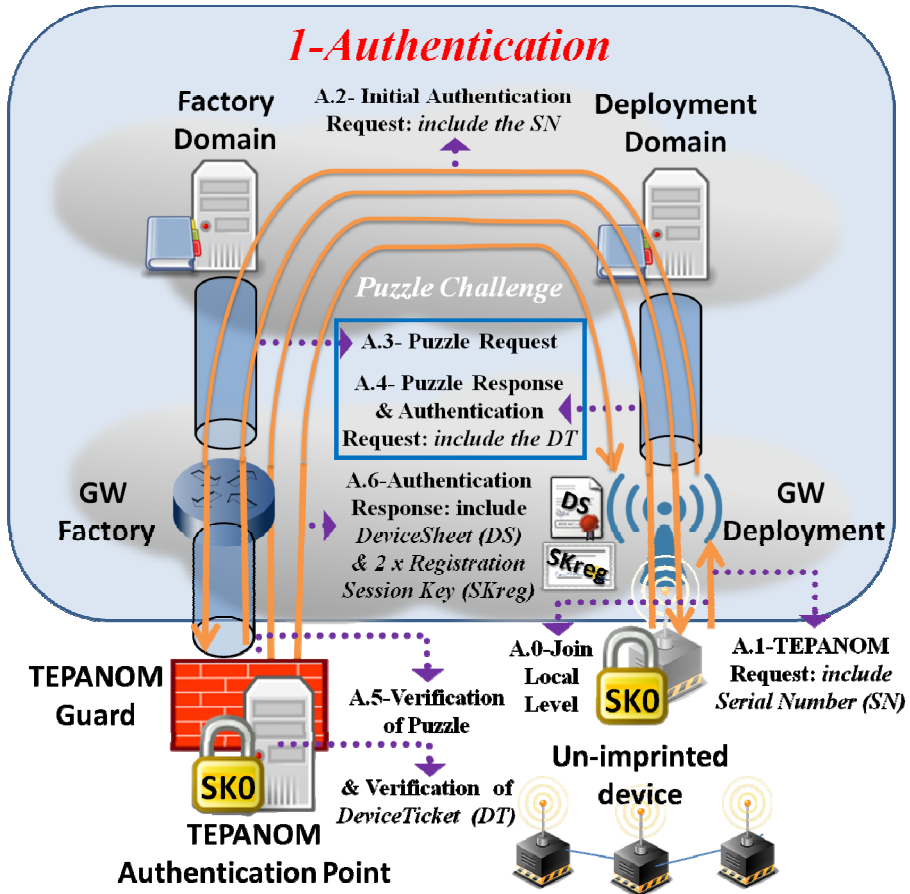 1-Authentication
Factory
Domain
A.2- Initial Authentication
Request: include the SN
Deployment
Domain
Puzzle Challenge
A.3- Puzzle Request
A.4- Puzzle Response
& Authentication
Request: include the DT
GW
Factory
A.6-Authentication
Response: include
DeviceSheet (DS)
& 2 x Registration
Session Key (SKreg)
DS
SKreg
GW
Deployment
TEPANOM
Guard
A.5-Verification
of Puzzle
A.0-Join
Local
Level
SK0
A.1-TEPANOM
Request: include
Serial Number (SN)
SK0
& Verification of
DeviceTicket (DT)
Un-imprinted
device
TEPANOM
Authentication Point